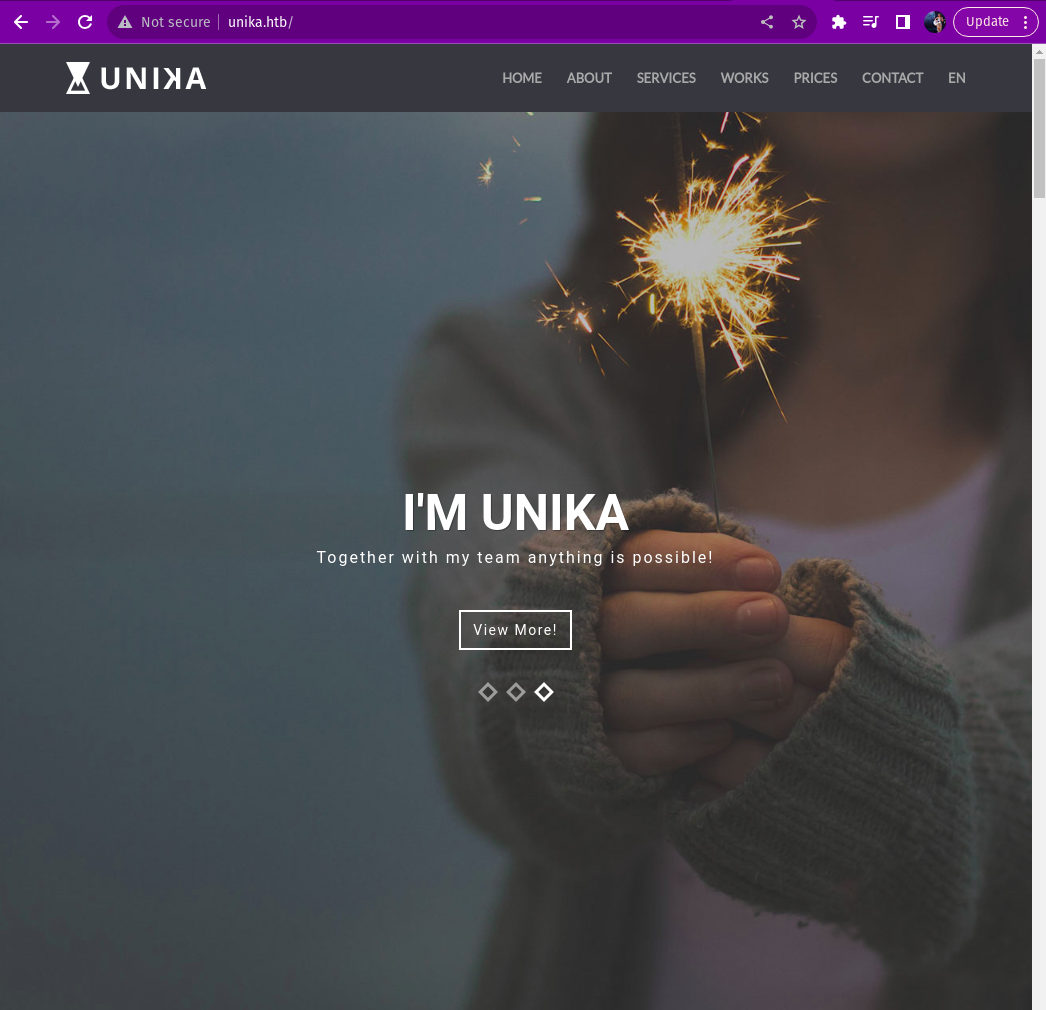 Not secure unika.htb/ Update
UNIKA HOME ABOUT SERVICES WORKS PRICES CONTACT EN
I'M UNIKA
Together with my team anything is possible!
View More!